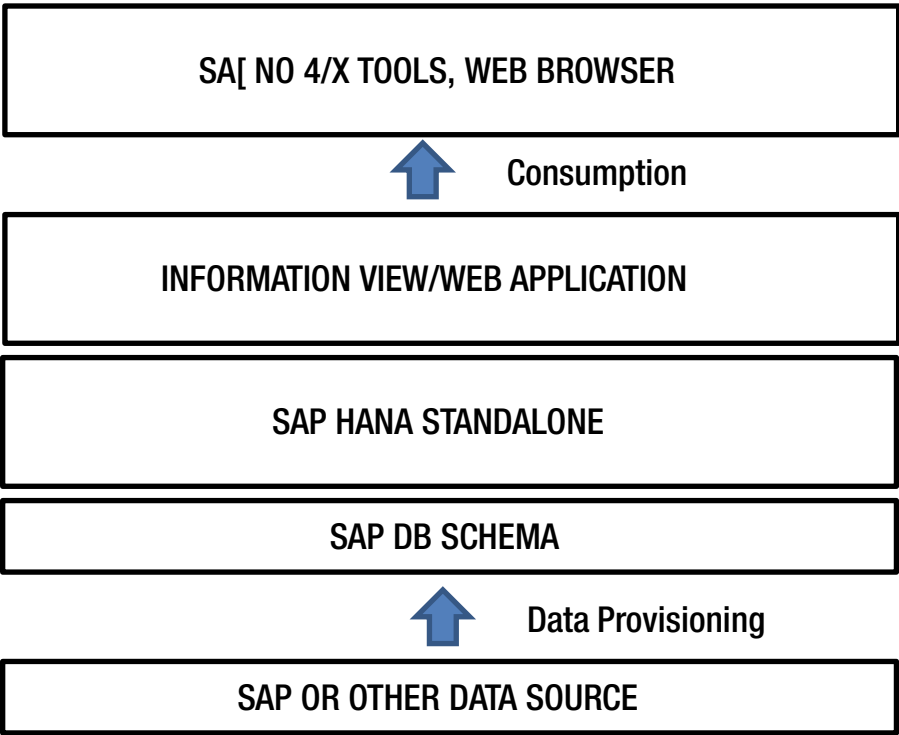 SA[ NO 4/X TOOLS, WEB BROWSER
Consumption
INFORMATION VIEW/WEB APPLICATION
SAP HANA STANDALONE
SAP DB SCHEMA
Data Provisioning
SAP OR OTHER DATA SOURCE